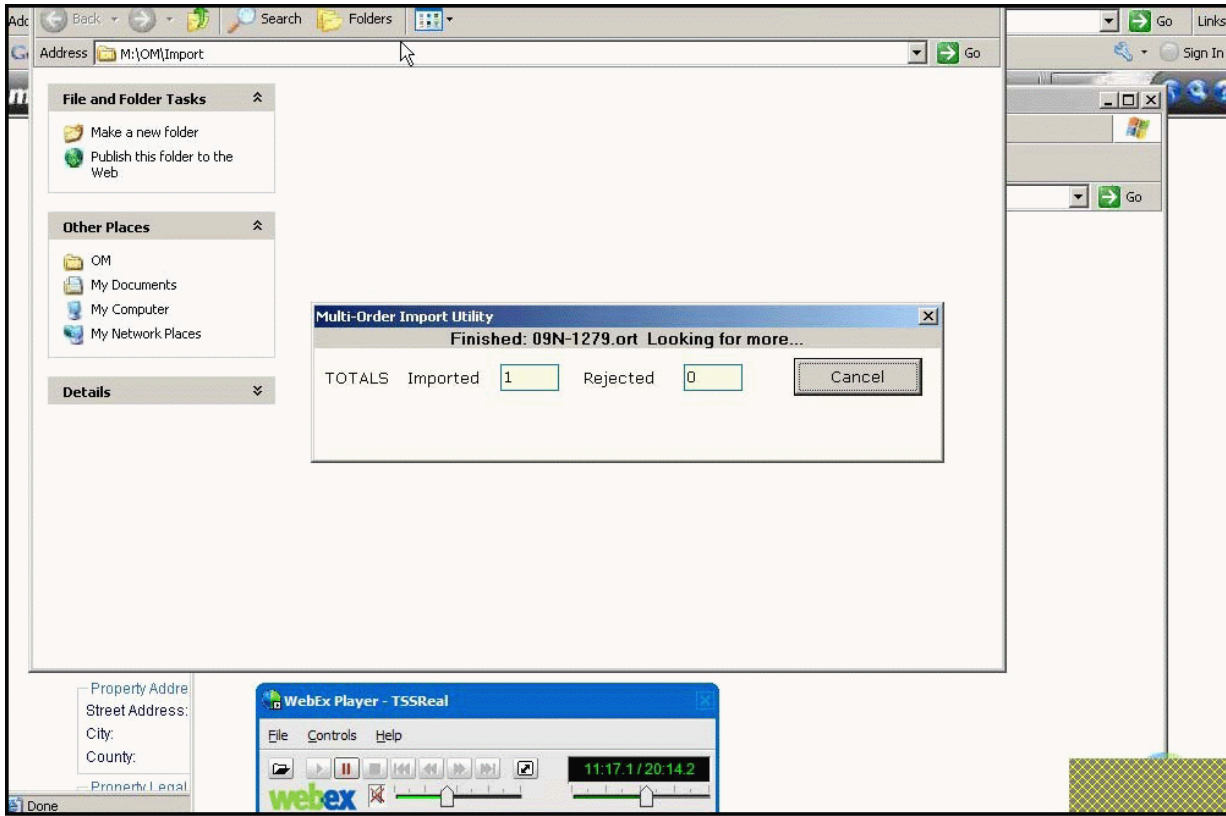 Back Search Folders
Go Links
Address M:\OM\Import Go
Sign In
File and Folder Tasks
Make a new folder
Publish this folder to the
Web
Go
Other Places
OM
My Documents
My Computer
My Network Places
Details
Multi-Order Import Utility
Finished: 09N-1279.ort Looking for more...
TOTALS Imported 1 Rejected 0 Cancel
Property Addre
Street Address:
City:
County:
Property Legal
Done
WebEx Player - TSSReal
File Controls Help
11:17.1/20:14.2
webex